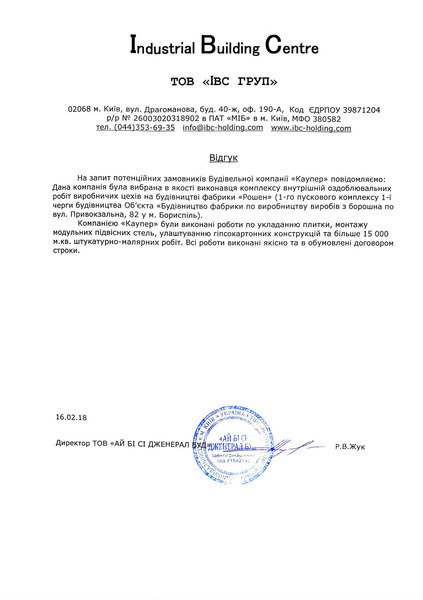 Industrial Building Centre
ТОВ «ІВС ГРУП»
02068 м. Київ, вул. Драгоманова, буд. 40-ж, оф. 190-А, Код ЄДРПОУ 39871204
р/р № 26003020318902 в ПАТ «МІБ» в м. Київ, МФО 380582
тел. (044)353-69-35 info@ibc-holding.com www.ibc-holding.com
Відгук
На запит потенційних замовників Будівельної компанії «Каупер» повідомляємо:
Дана компанія була вибрана в якості виконавця комплексу внутрішній оздоблювальних
робіт виробничих цехів на будівництві фабрики «Рошен» (1-го пускового комплексу 1-ї
черги будівництва Об’єкта «Будівництво фабрики по виробництву виробів з борошна по
вул. Привокзальна, 82 у м. Бориспіль).
Компанією «Каупер» були виконані роботи по укладанню плитки, монтажу
модульних підвісних стель, улаштуванню гіпсокартонних конструкцій та більше 15 000
м.кв. штукатурно-малярних робіт. Всі роботи виконані якісно та в обумовлені договором
строки.
16.02.18
Директор ТОВ «АЙ БІ СІ ДЖЕНЕРАЛ БУД»
Р.В.Жук
УКРАЇНА
М. КИЇВ
«АЙ БІ СІ
ДЖЕНЕРАЛ БУД»